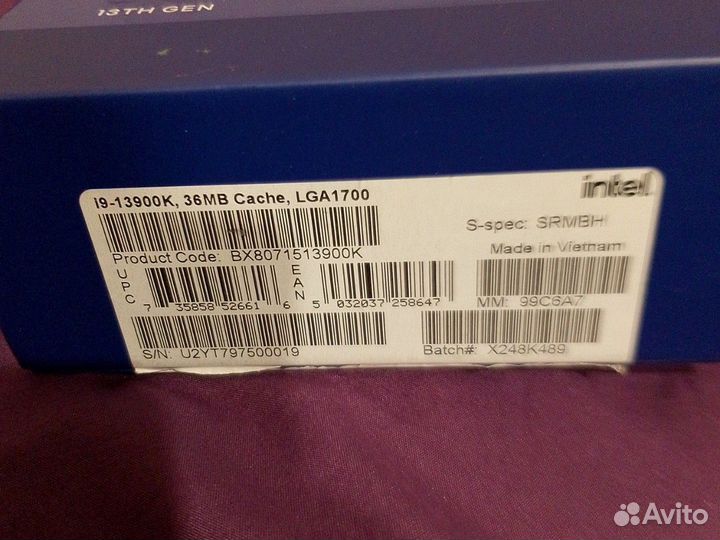 13TH GEN
i9-13900K, 36MB Cache, LGA1700
intel.
S-spec: SRMBH
Product Code: BX8071513900K
Made in Vietnam
UPC
7 35858 52661 6
EAN
5 032037 258647
MM: 99C6A7
S/N: U2YT797500019
Batch#: X248K489
Avito